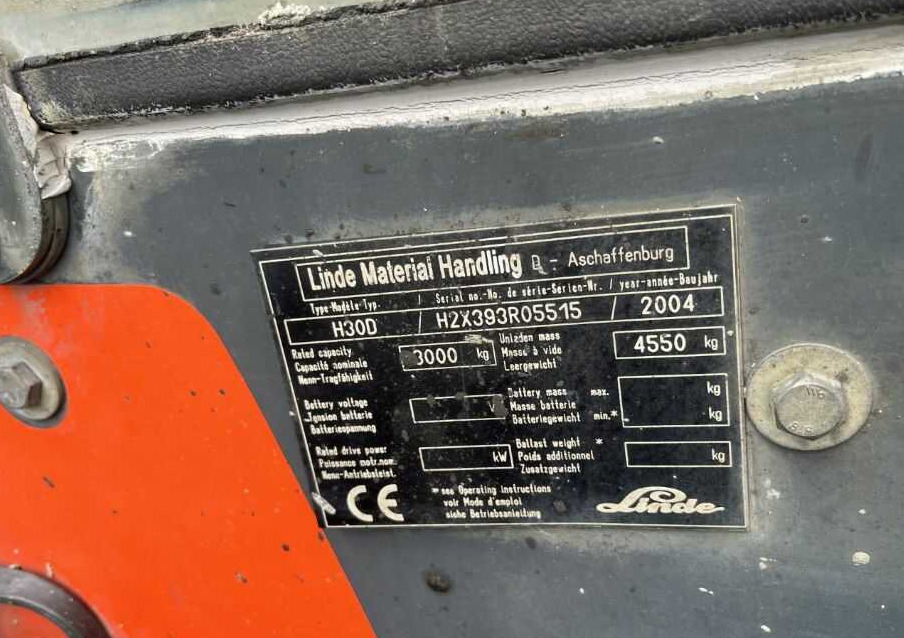 Linde Material Handling D - Aschaffenburg
Type-Modèle-Typ. / Serial no.-No. de série-Serien-Nr. / year-année-Baujahr
H30D / H2X393R05515 / 2004
Rated capacity
Capacité nominale
Nenn-Tragfähigkeit
3000 kg
Unladen mass
Masse à vide
Leergewicht
4550 kg
Battery voltage
Tension batterie
Batteriespannung
V
Battery mass max. kg
Masse batterie
Batteriegewicht min.* kg
Rated drive power
Puissance motr.nom.
Nenn-Antriebsleist.
kW
Ballast weight *
Poids additionnel
Zusatzgewicht
kg
CE
* see Operating instructions
voir Mode d'emploi
siehe Betriebsanleitung
Linde